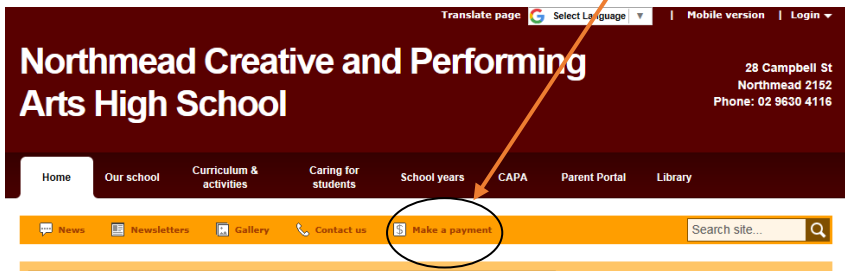 Translate page G Select Language ▼ | Mobile version | Login
Northmead Creative and Performing
Arts High School
28 Campbell St
Northmead 2152
Phone: 02 9630 4116
Home
Our school
Curriculum &
activities
Caring for
students
School years
CAPA
Parent Portal
Library
News
Newsletters
Gallery
Contact us
$ Make a payment
Search site...